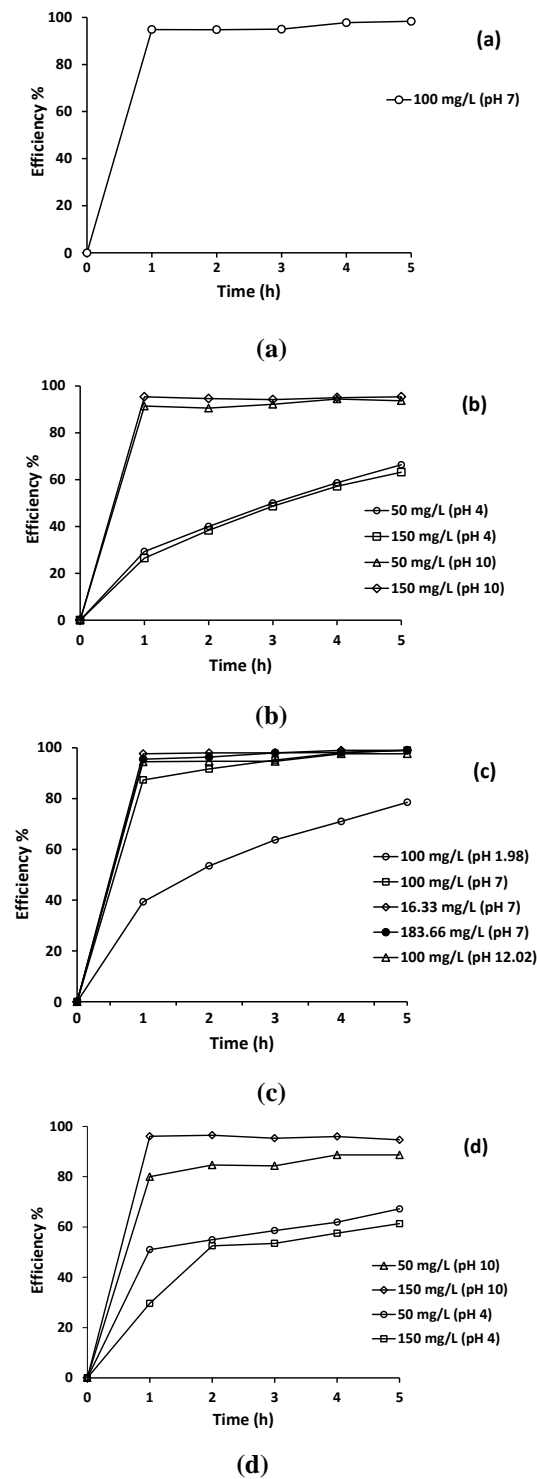 100
(a)
80
100 mg/L (pH 7)
60
Efficiency %
40
20
0
0 1 2 3 4 5
Time (h)
(a)
100
(b)
80
60
Efficiency %
50 mg/L (pH 4)
150 mg/L (pH 4)
50 mg/L (pH 10)
150 mg/L (pH 10)
40
20
0
0 1 2 3 4 5
Time (h)
(b)
100
(c)
80
60
Efficiency %
100 mg/L (pH 1.98)
100 mg/L (pH 7)
16.33 mg/L (pH 7)
183.66 mg/L (pH 7)
100 mg/L (pH 12.02)
40
20
0
0 1 2 3 4 5
Time (h)
(c)
100
(d)
80
60
Efficiency %
50 mg/L (pH 10)
150 mg/L (pH 10)
50 mg/L (pH 4)
150 mg/L (pH 4)
40
20
0
0 1 2 3 4 5
Time (h)
(d)